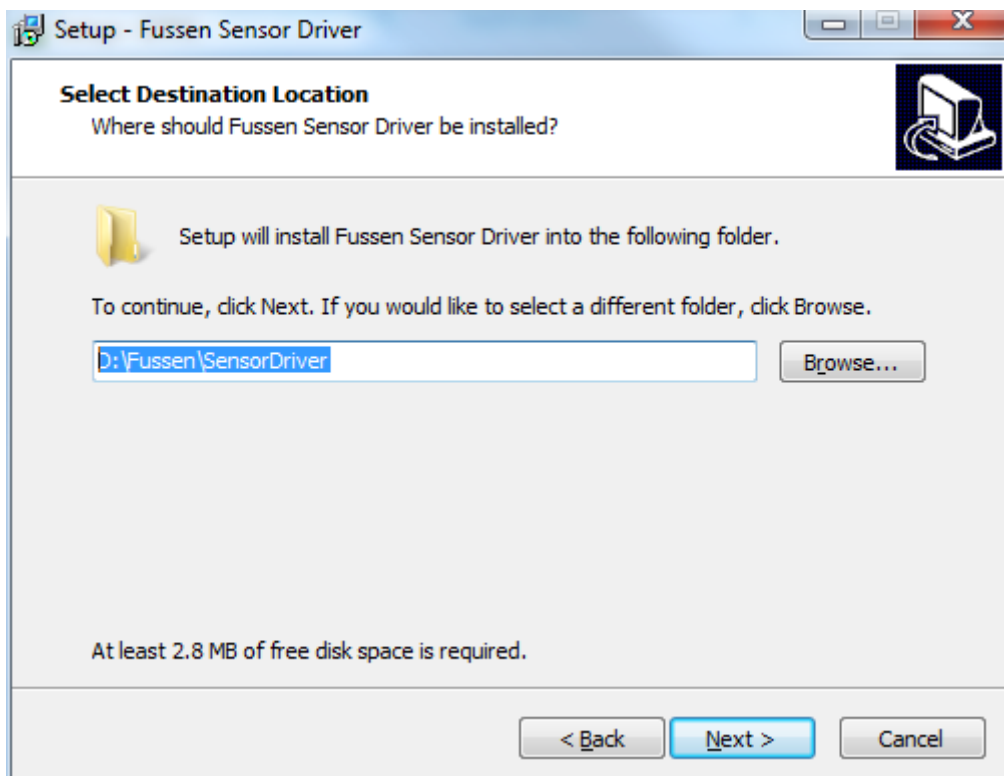 Setup - Fussen Sensor Driver
Select Destination Location
Where should Fussen Sensor Driver be installed?
Setup will install Fussen Sensor Driver into the following folder.
To continue, click Next. If you would like to select a different folder, click Browse.
D:\Fussen\SensorDriver
Browse...
At least 2.8 MB of free disk space is required.
< Back
Next >
Cancel